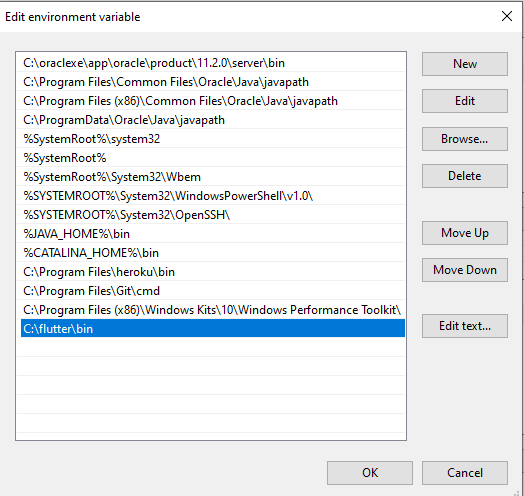 Edit environment variable
C:\oraclexe\app\oracle\product\11.2.0\server\bin
C:\Program Files\Common Files\Oracle\Java\javapath
C:\Program Files (x86)\Common Files\Oracle\Java\javapath
C:\ProgramData\Oracle\Java\javapath
%SystemRoot%\system32
%SystemRoot%
%SystemRoot%\System32\Wbem
%SYSTEMROOT%\System32\WindowsPowerShell\v1.0\
%SYSTEMROOT%\System32\OpenSSH\
%JAVA_HOME%\bin
%CATALINA_HOME%\bin
C:\Program Files\heroku\bin
C:\Program Files\Git\cmd
C:\Program Files (x86)\Windows Kits\10\Windows Performance Toolkit\
C:\flutter\bin
New
Edit
Browse...
Delete
Move Up
Move Down
Edit text...
OK
Cancel